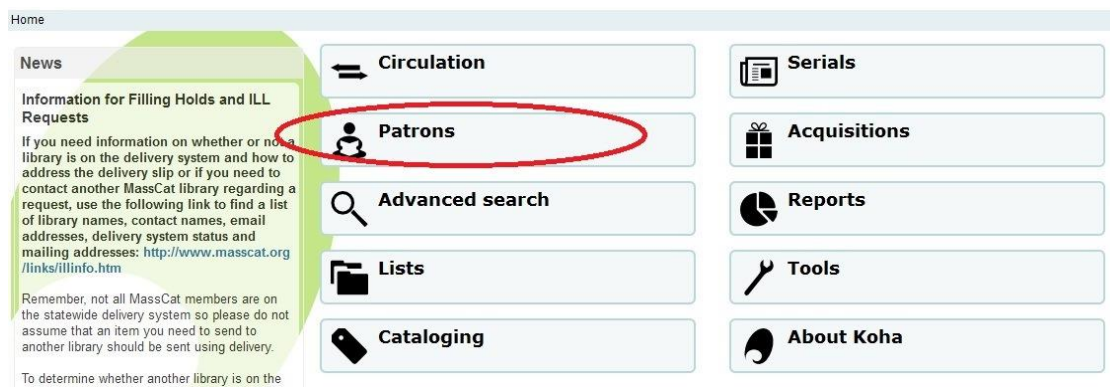 Home
News
Information for Filling Holds and ILL
Requests
If you need information on whether or not a
library is on the delivery system and how to
address the delivery slip or if you need to
contact another MassCat library regarding a
request, use the following link to find a list
of library names, contact names, email
addresses, delivery system status and
mailing addresses: http://www.masscat.org
/links/illinfo.htm
Remember, not all MassCat members are on
the statewide delivery system so please do not
assume that an item you need to send to
another library should be sent using delivery.
To determine whether another library is on the
Circulation
Patrons
Advanced search
Lists
Cataloging
Serials
Acquisitions
Reports
Tools
About Koha